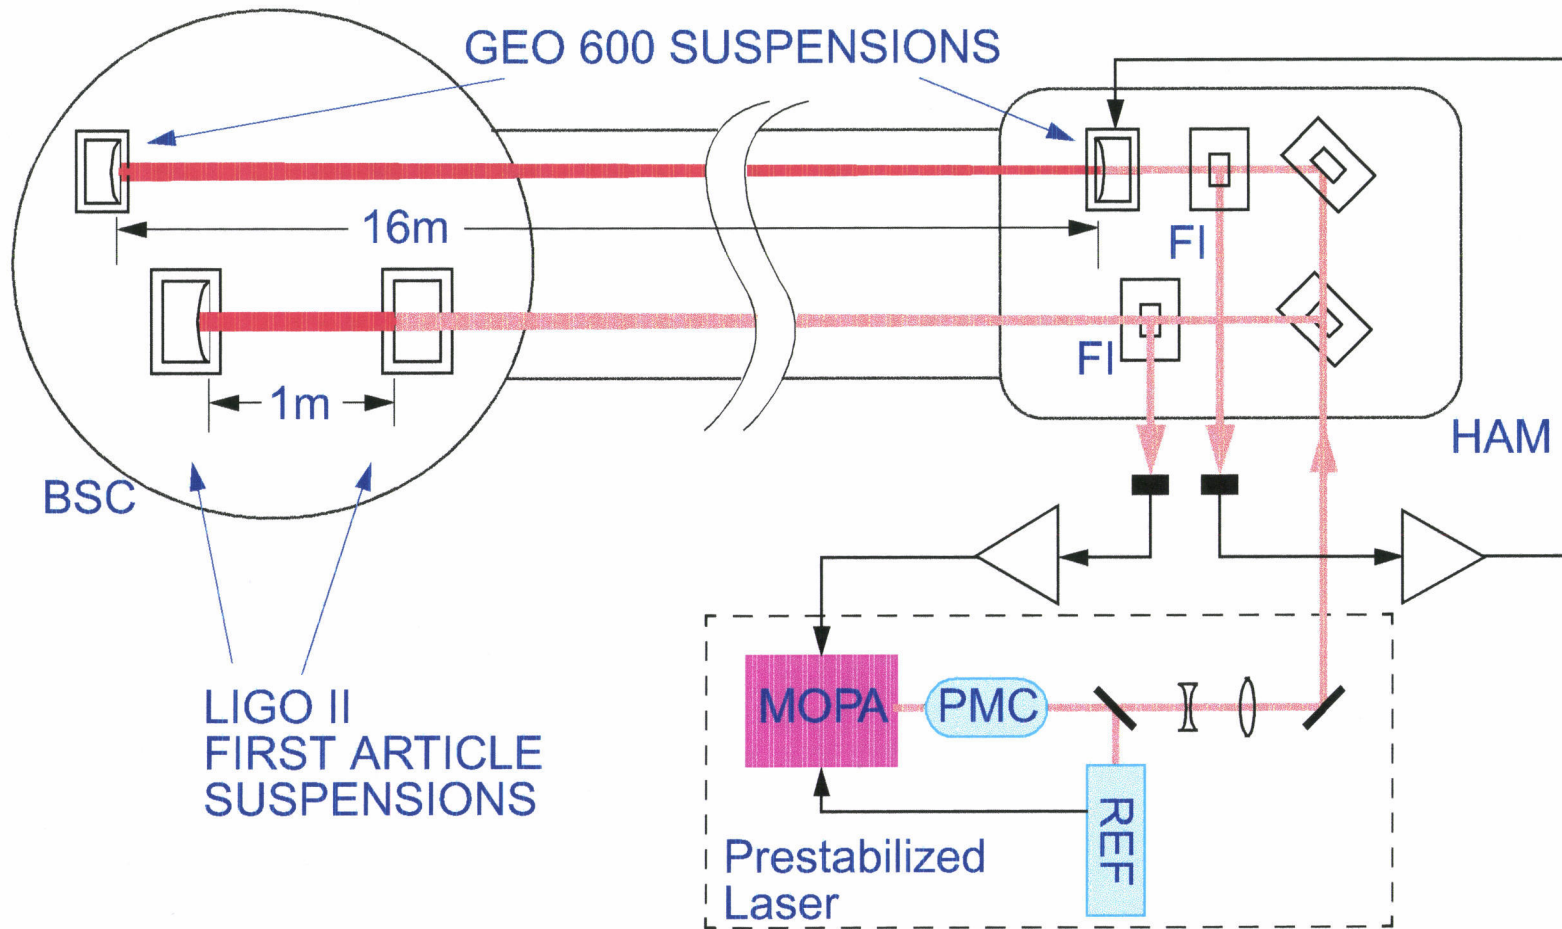 GEO 600 SUSPENSIONS
16m
FI
FI
1m
HAM
BSC
LIGO II
FIRST ARTICLE
SUSPENSIONS
MOPA
PMC
REF
Prestabilized
Laser